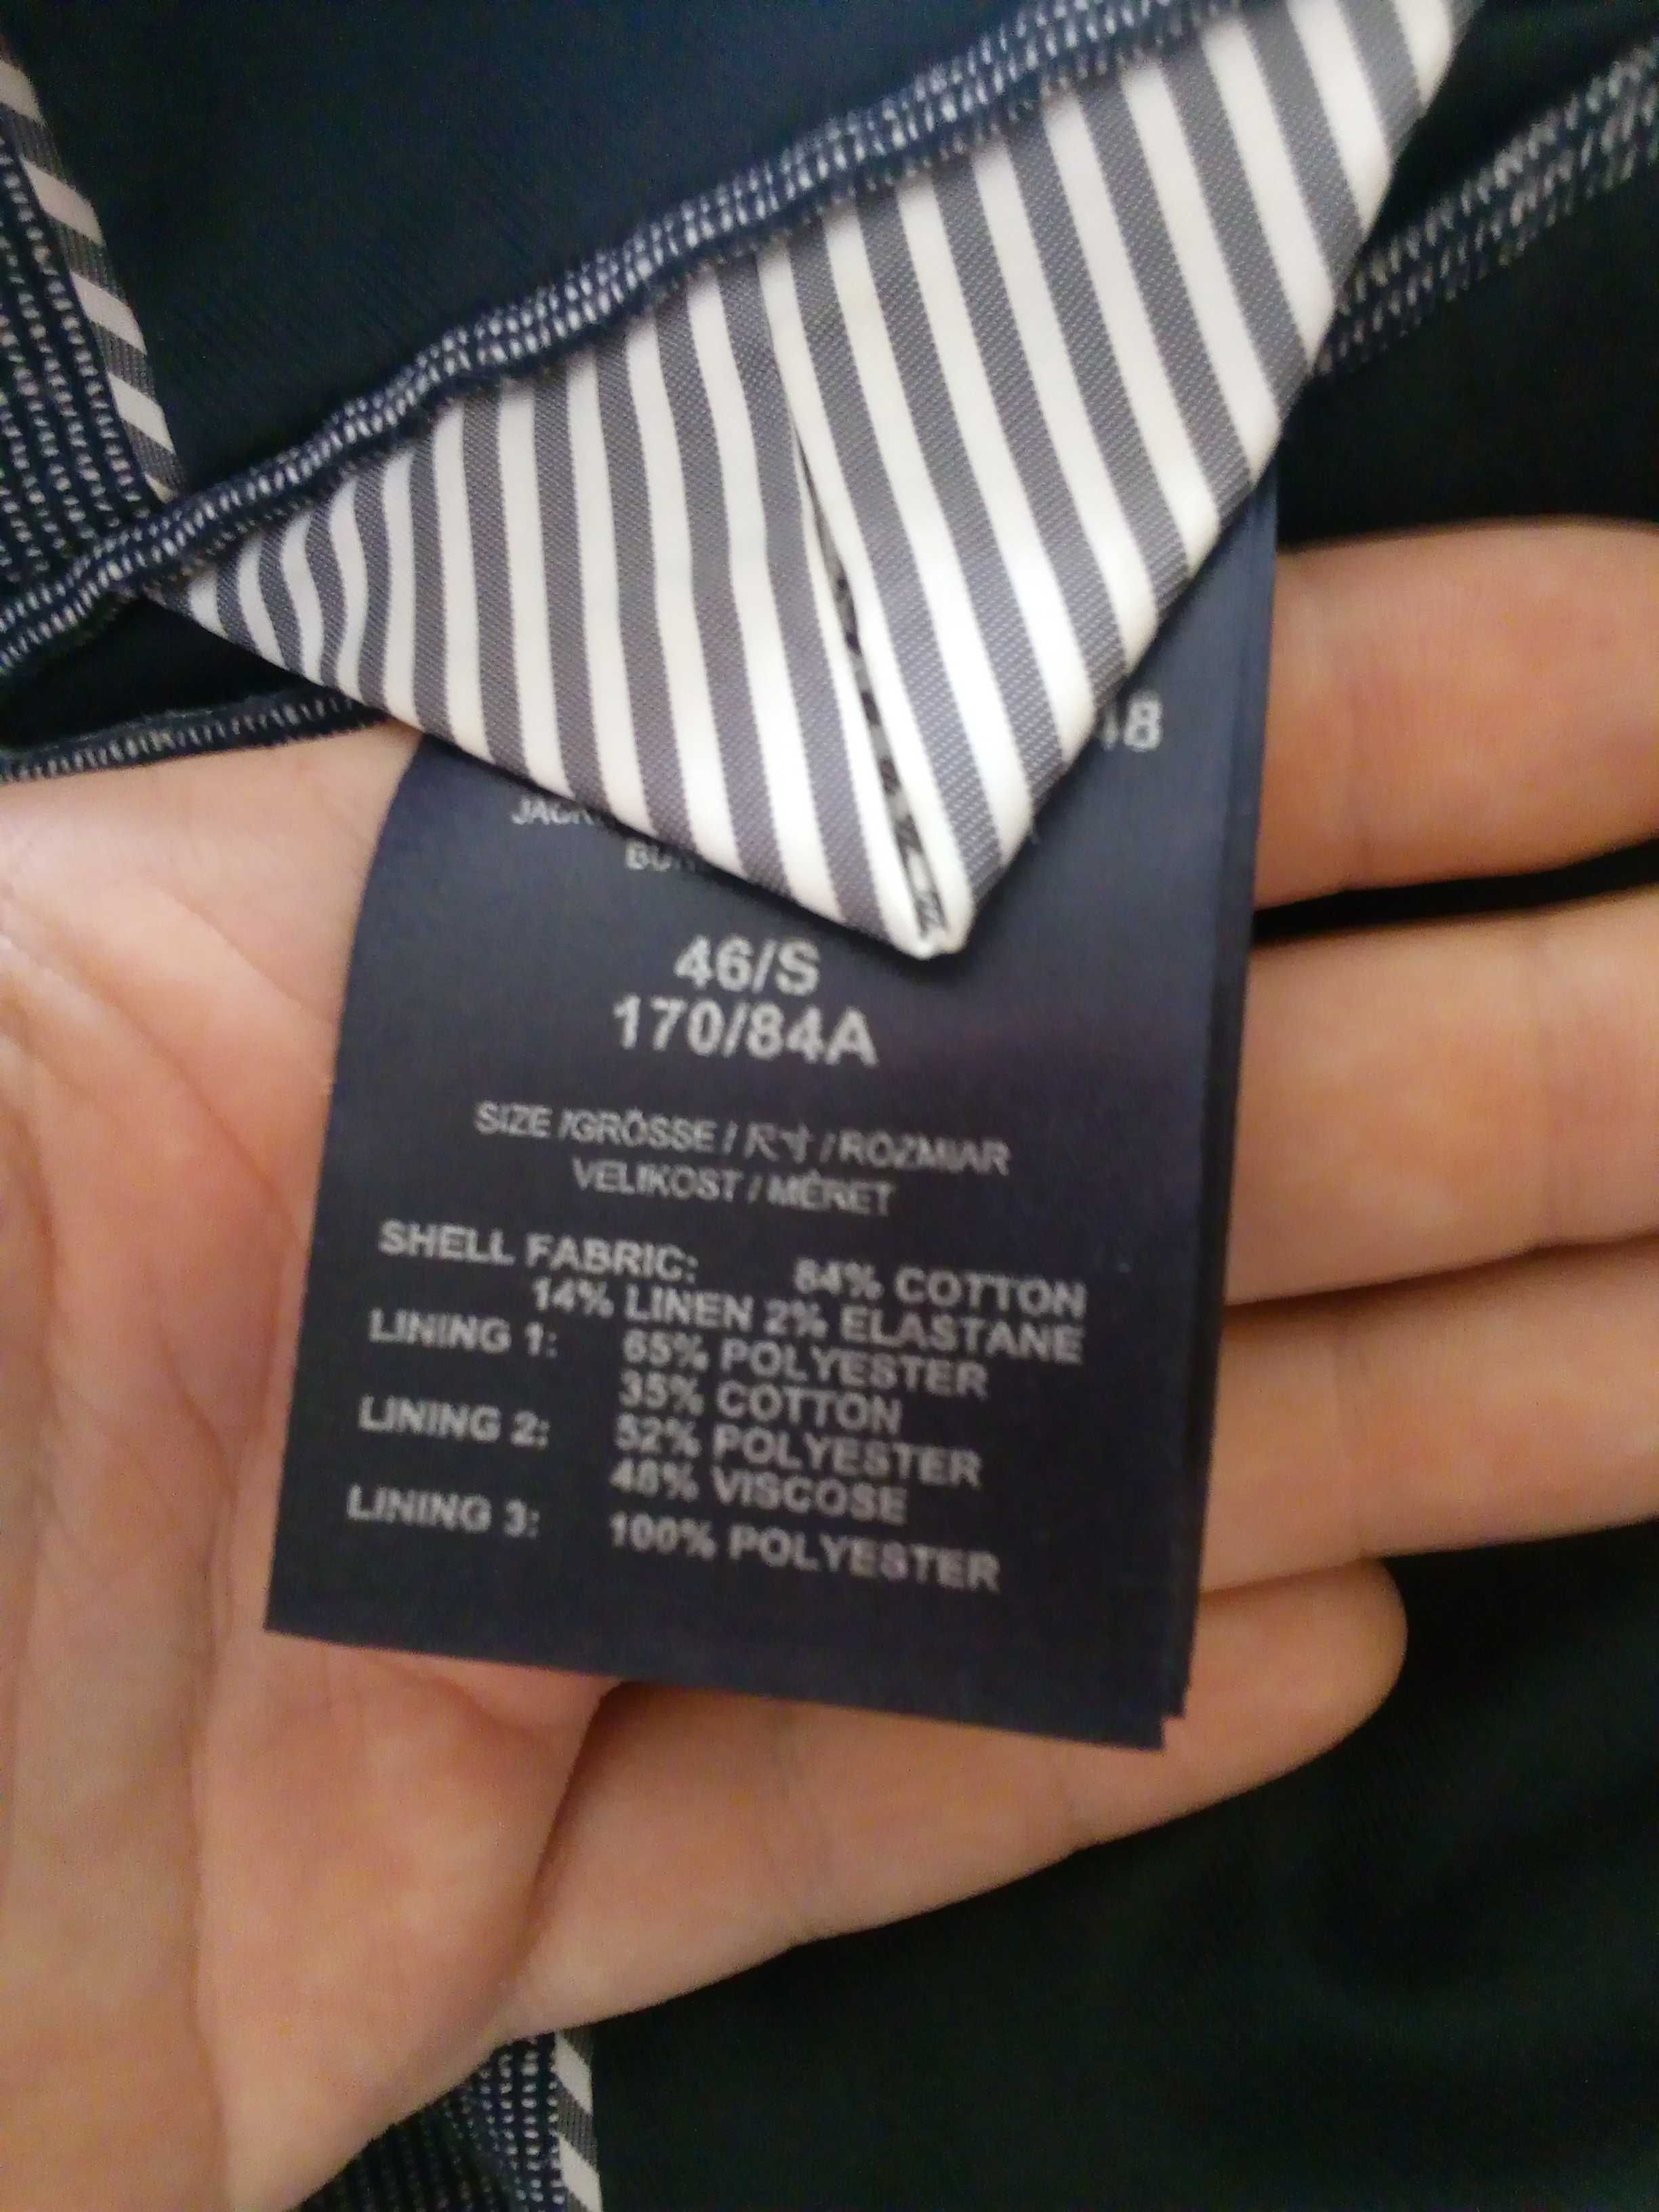 46/S
170/84A
SIZE /GRÖSSE / 尺寸 / ROZMIAR
VELIKOST / MÉRET
SHELL FABRIC: 84% COTTON
14% LINEN 2% ELASTANE
LINING 1: 65% POLYESTER
35% COTTON
LINING 2: 52% POLYESTER
48% VISCOSE
LINING 3: 100% POLYESTER